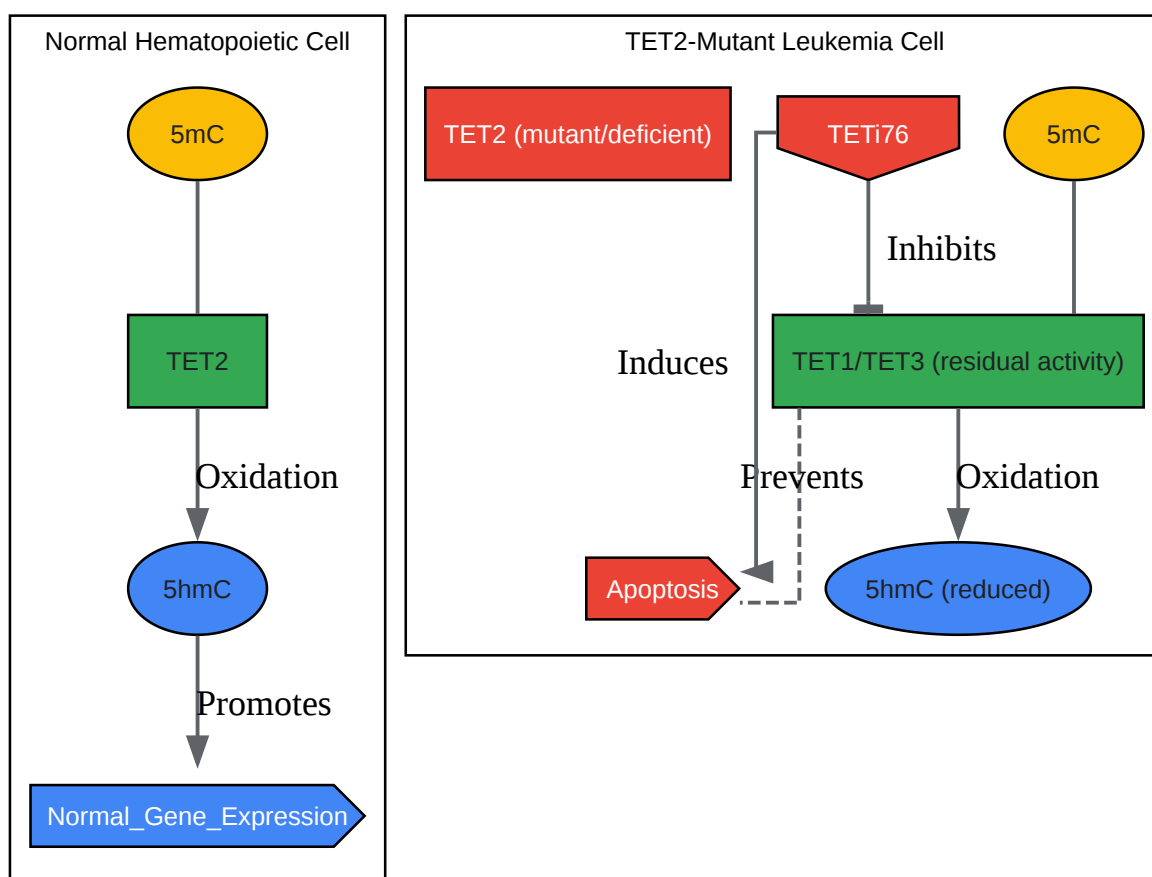 Normal Hematopoietic Cell
5mC
TET2
Oxidation
5hmC
Promotes
Normal_Gene_Expression
TET2-Mutant Leukemia Cell
TET2 (mutant/deficient)
TETi76
5mC
Inhibits
Induces
TET1/TET3 (residual activity)
Prevents
Oxidation
Apoptosis
5hmC (reduced)